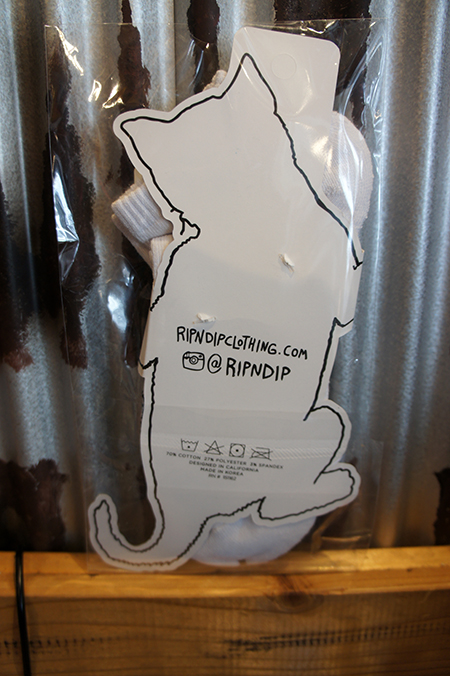 RIPNDIPCLOTHING.COM
@RIPNDIP
70% COTTON 27% POLYESTER 3% SPANDEX
DESIGNED IN CALIFORNIA
MADE IN KOREA